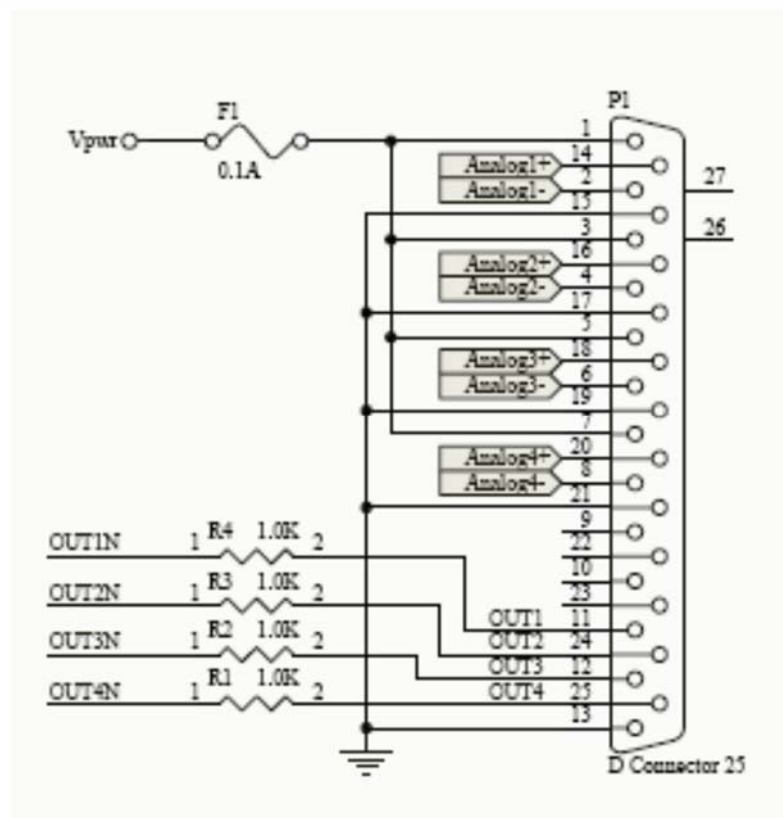 P1
F1
Vpwr
0.1A
1
14
Analog1+
2
Analog1-
15
27
3
26
16
Analog2+
4
Analog2-
17
5
18
Analog3+
6
Analog3-
19
7
20
Analog4+
8
Analog4-
21
9
22
10
23
OUT1N 1 R4 1.0K 2
OUT2N 1 R3 1.0K 2
OUT3N 1 R2 1.0K 2
OUT4N 1 R1 1.0K 2
OUT1 11
OUT2 24
OUT3 12
OUT4 25
13
D Connector 25